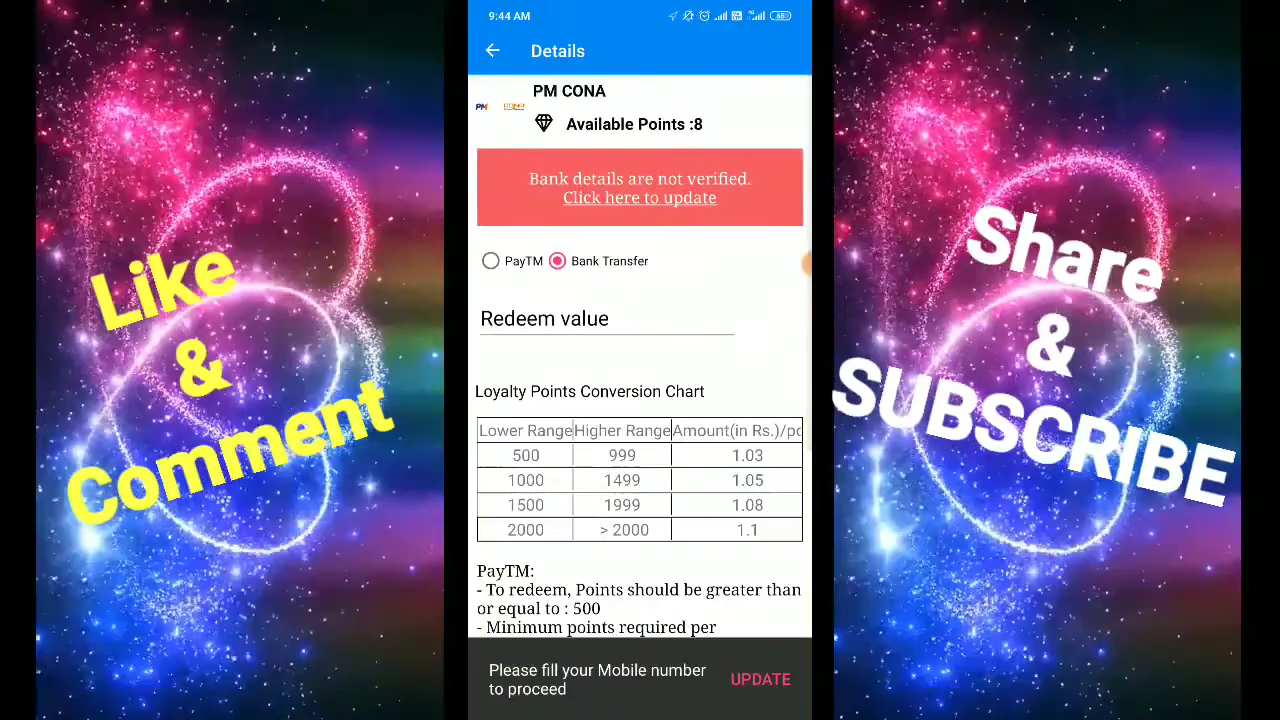 9:44 AM
65
Details
PM CONA
PM
Available Points :8
Bank details are not verified.
Click here to update
PayTM
Bank Transfer
Redeem value
Loyalty Points Conversion Chart
Lower Range Higher Range Amount(in Rs.)/po
500 999 1.03
1000 1499 1.05
1500 1999 1.08
2000 > 2000 1.1
PayTM:
- To redeem, Points should be greater than
or equal to : 500
- Minimum points required per
Please fill your Mobile number
to proceed
UPDATE
Like
&
Comment
Share
&
SUBSCRIBE